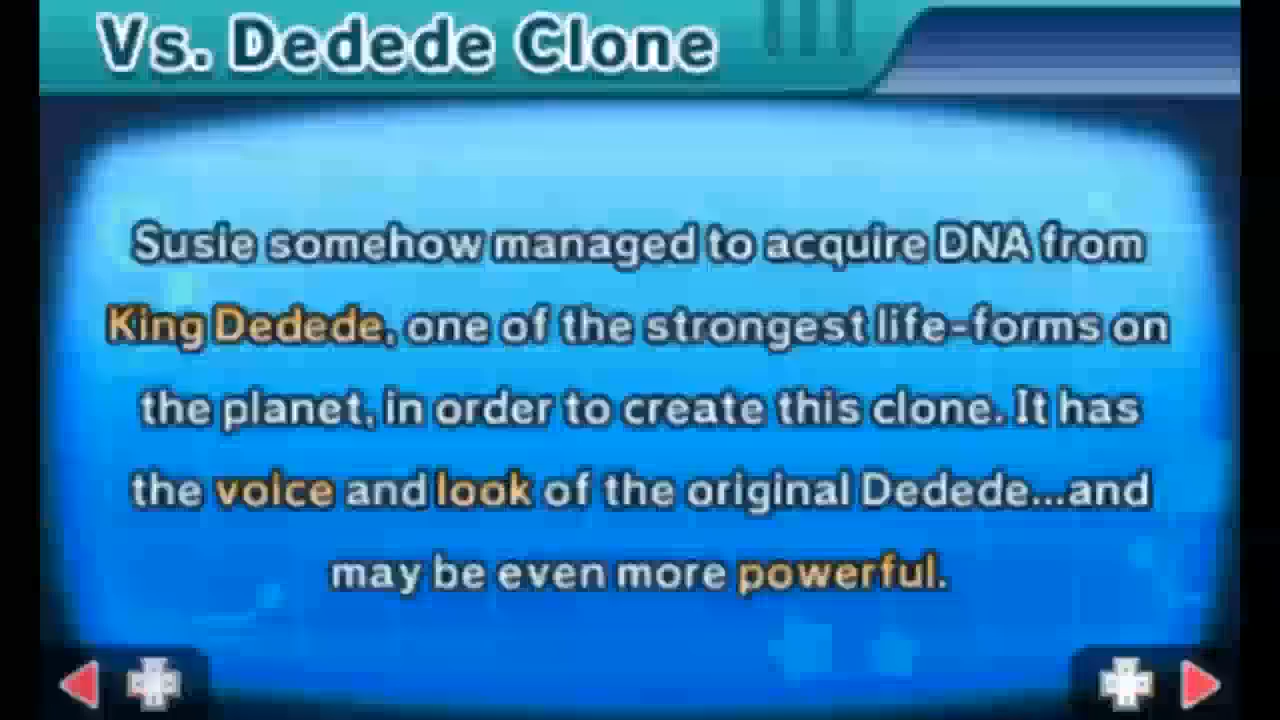 Vs. Dedede Clone
Susie somehow managed to acquire DNA from
King Dedede, one of the strongest life-forms on
the planet, in order to create this clone. It has
the voice and look of the original Dedede...and
may be even more powerful.